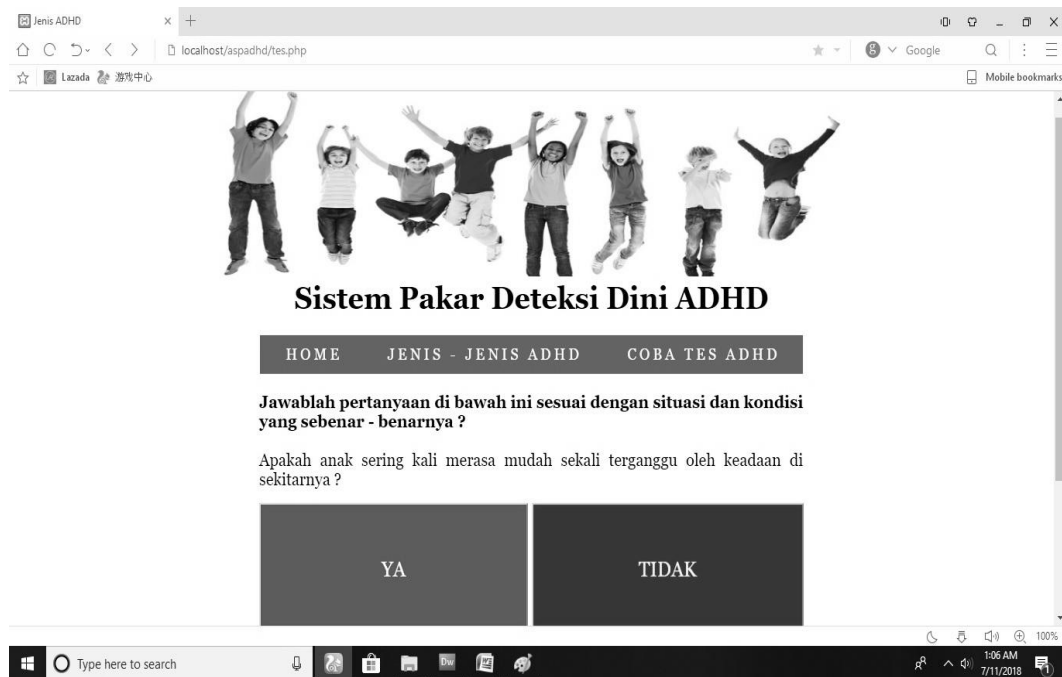 Jenis ADHD
localhost/aspadhd/tes.php
Google
Lazada 游戏中心
Mobile bookmarks
Sistem Pakar Deteksi Dini ADHD
HOME JENIS - JENIS ADHD COBA TES ADHD
Jawablah pertanyaan di bawah ini sesuai dengan situasi dan kondisi
yang sebenar - benarnya ?
Apakah anak sering kali merasa mudah sekali terganggu oleh keadaan di
sekitarnya ?
YA TIDAK
100%
Type here to search
Dw
1:06 AM
7/11/2018